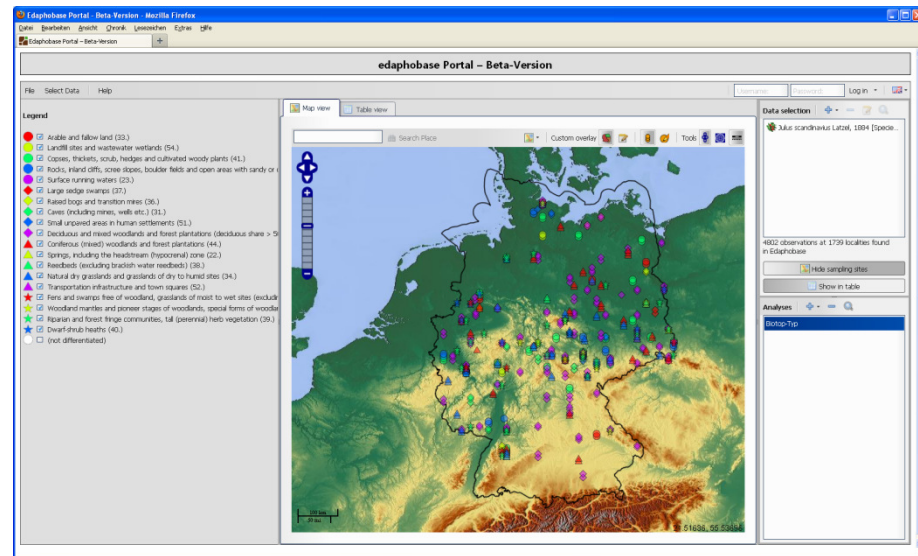 Edaphobase Portal - Beta Version - Mozilla Firefox
Datei Bearbeiten Ansicht Chronik Lesezeichen Extras Hilfe
Edaphobase Portal – Beta-Version +
edaphobase Portal – Beta-Version
File Select Data Help Username Password Log in
Legend
Arable and fallow land (33.)
Landfill sites and wastewater wetlands (54.)
Copses, thickets, scrub, hedges and cultivated woody plants (41.)
Rocks, inland cliffs, scree slopes, boulder fields and open areas with sandy or
Surface running waters (23.)
Large sedge swamps (37.)
Raised bogs and transition mires (36.)
Caves (including mines, wells etc.) (31.)
Small unpaved areas in human settlements (51.)
Deciduous and mixed woodlands and forest plantations (deciduous share > 5
Coniferous (mixed) woodlands and forest plantations (44.)
Springs, including the headstream (hypocrenal) zone (22.)
Reedbeds (excluding brackish water reedbeds) (38.)
Natural dry grasslands and grasslands of dry to humid sites (34.)
Transportation infrastructure and town squares (52.)
Fens and swamps free of woodland, grasslands of moist to wet sites (excludin
Woodland mantles and pioneer stages of woodlands, special forms of woodla
Riparian and forest fringe communities, tall (perennial) herb vegetation (39.)
Dwarf-shrub heaths (40.)
(not differentiated)
Map view Table view
Search Place Custom overlay Tools
100 km
Data selection
Julus scandinavius Latzel, 1884 [Specie...
4802 observations at 1739 localities found
in Edaphobase
Hide sampling sites
Show in table
Analyses
Biotop-Typ